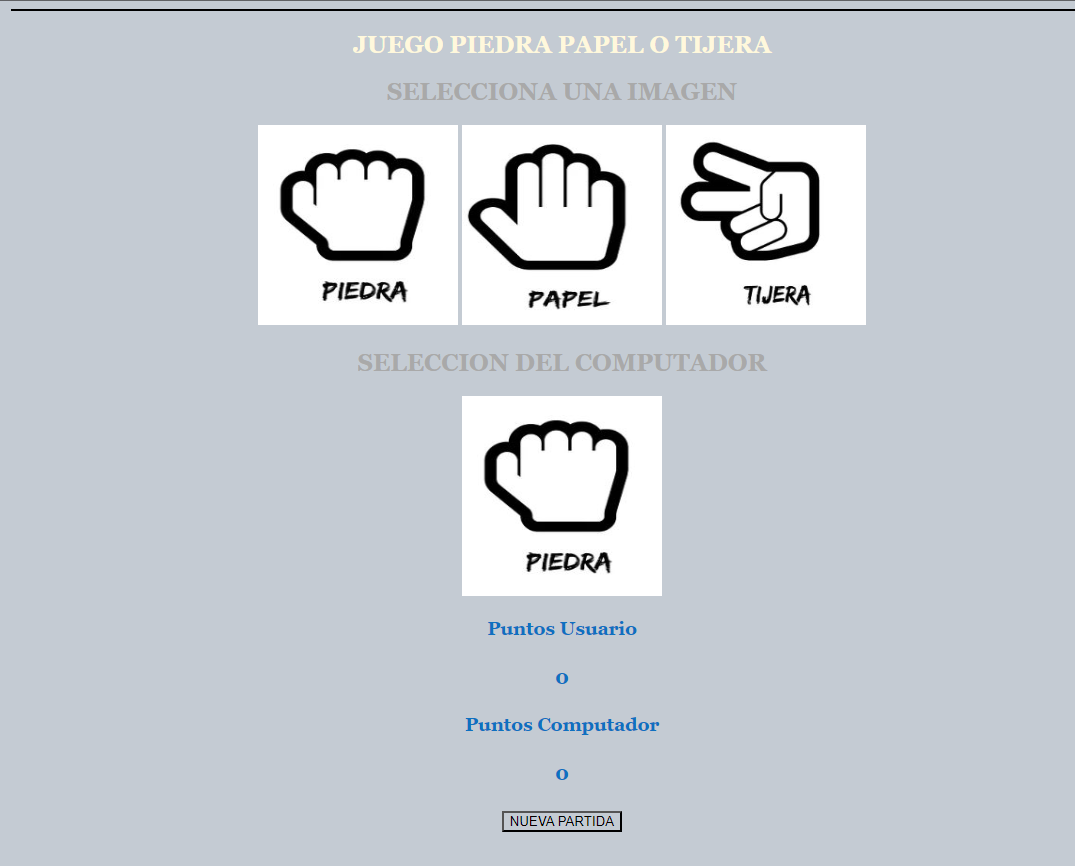 JUEGO PIEDRA PAPEL O TIJERA
SELECCIONA UNA IMAGEN
PIEDRA PAPEL TIJERA
SELECCION DEL COMPUTADOR
PIEDRA
Puntos Usuario
0
Puntos Computador
0
NUEVA PARTIDA